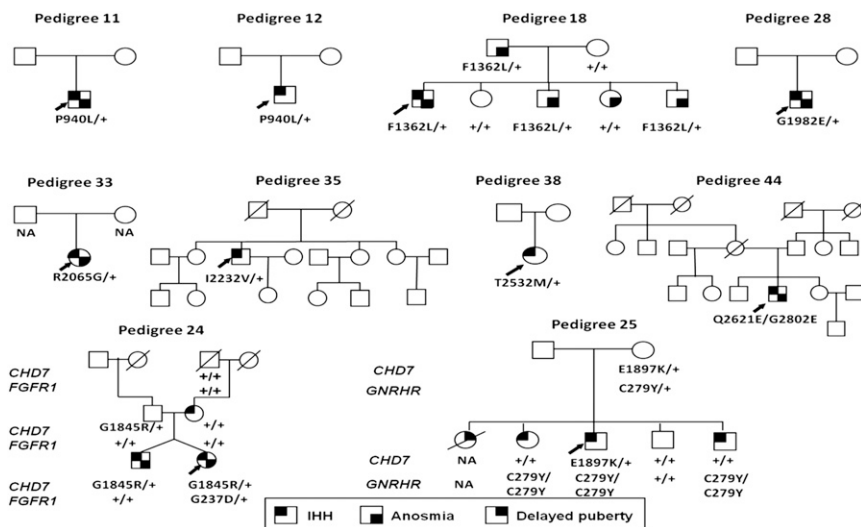 Pedigree 11
Pedigree 12
Pedigree 18
Pedigree 28
F1362L/+
+/+
P940L/+
P940L/+
F1362L/+
+/+
F1362L/+
+/+
F1362L/+
G1982E/+
Pedigree 33
Pedigree 35
Pedigree 38
Pedigree 44
NA
NA
R2065G/+
I2232V/+
T2532M/+
Q2621E/G2802E
Pedigree 24
Pedigree 25
CHD7
FGFR1
+/+
+/+
CHD7
GNRHR
E1897K/+
C279Y/+
CHD7
FGFR1
G1845R/+
+/+
+/+
+/+
CHD7
FGFR1
G1845R/+
+/+
G1845R/+
G237D/+
CHD7
GNRHR
NA
NA
+/+
C279Y/
C279Y
E1897K/+
C279Y/
C279Y
+/+
+/+
+/+
C279Y/
C279Y
IHH
Anosmia
Delayed puberty